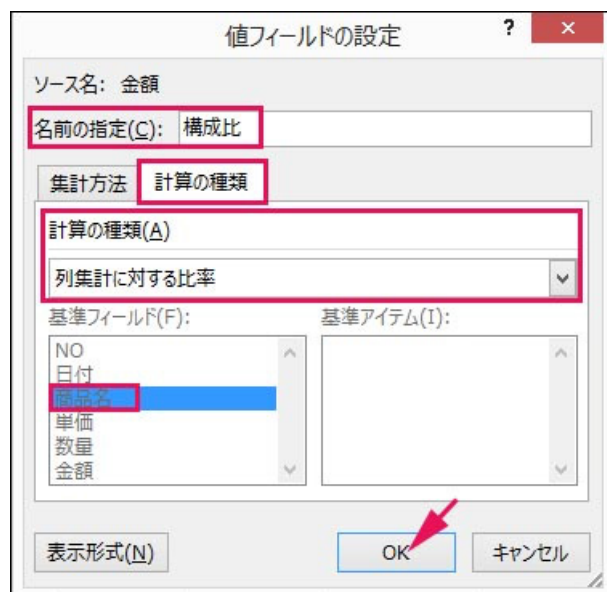 値フィールドの設定 ? ×
ソース名: 金額
名前の指定(C): 構成比
集計方法 計算の種類
計算の種類(A)
列集計に対する比率
基準フィールド(F): 基準アイテム(I):
NO
日付
商品名
単価
数量
金額
表示形式(N) OK キャンセル